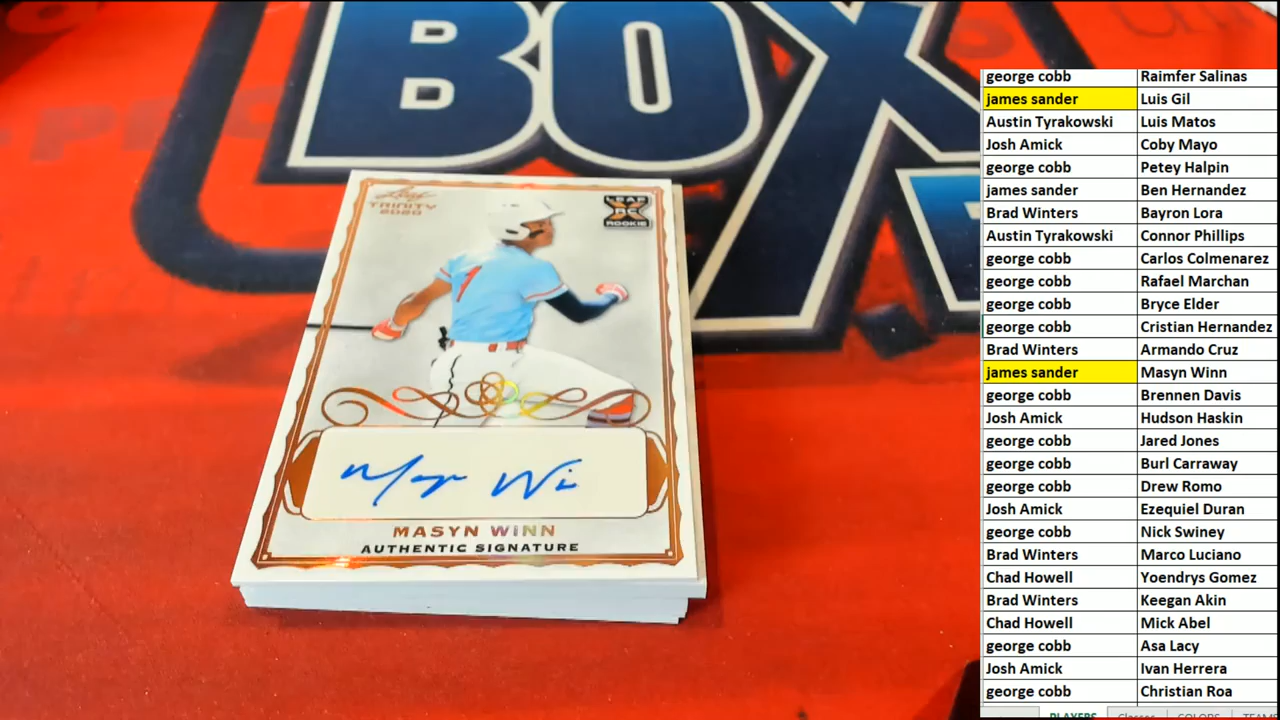 BOX
Leaf
TRINITY
2020
LEAF
RC
ROOKIE
1
Masyn Wi
MASYN WINN
AUTHENTIC SIGNATURE
george cobb Raimfer Salinas
james sander Luis Gil
Austin Tyrakowski Luis Matos
Josh Amick Coby Mayo
george cobb Petey Halpin
james sander Ben Hernandez
Brad Winters Bayron Lora
Austin Tyrakowski Connor Phillips
george cobb Carlos Colmenarez
george cobb Rafael Marchan
george cobb Bryce Elder
george cobb Cristian Hernandez
Brad Winters Armando Cruz
james sander Masyn Winn
george cobb Brennen Davis
Josh Amick Hudson Haskin
george cobb Jared Jones
george cobb Burl Carraway
george cobb Drew Romo
Josh Amick Ezequiel Duran
george cobb Nick Swiney
Brad Winters Marco Luciano
Chad Howell Yoendrys Gomez
Brad Winters Keegan Akin
Chad Howell Mick Abel
george cobb Asa Lacy
Josh Amick Ivan Herrera
george cobb Christian Roa
PLAYERS Classes COLORS TEAMS